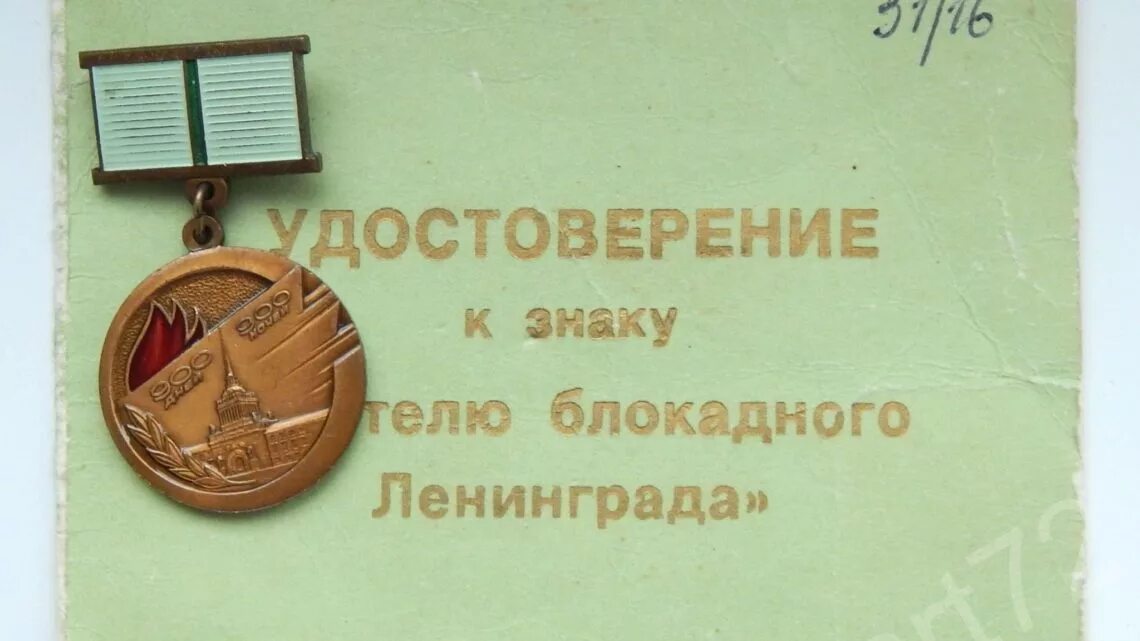 31/16
УДОСТОВЕРЕНИЕ
к знаку
телю блокадного
Ленинграда»
900
ночей
900
дней